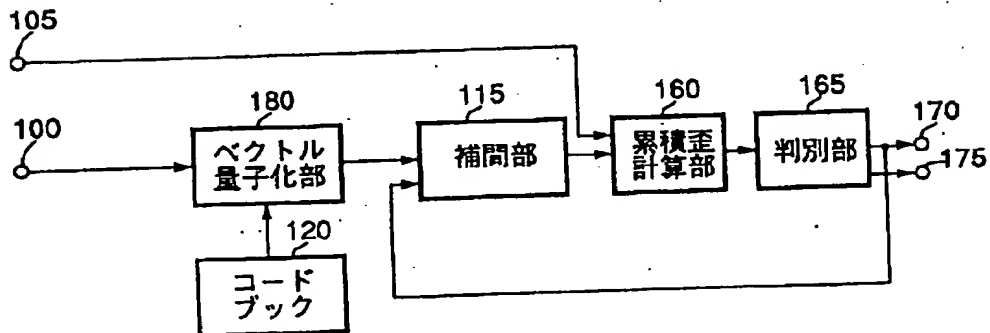 105
100
180
ベクトル
量子化部
120
コード
ブック
115
補間部
160
累積歪
計算部
165
判別部
170
175